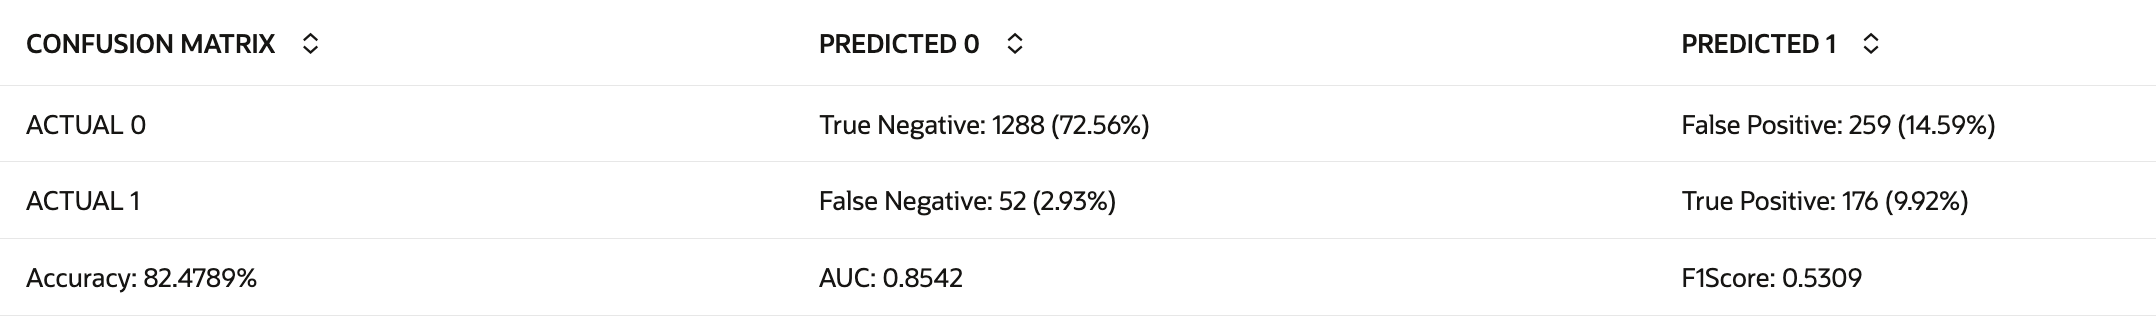 CONFUSION MATRIX PREDICTED 0 PREDICTED 1
ACTUAL 0 True Negative: 1288 (72.56%) False Positive: 259 (14.59%)
ACTUAL 1 False Negative: 52 (2.93%) True Positive: 176 (9.92%)
Accuracy: 82.4789% AUC: 0.8542 F1Score: 0.5309